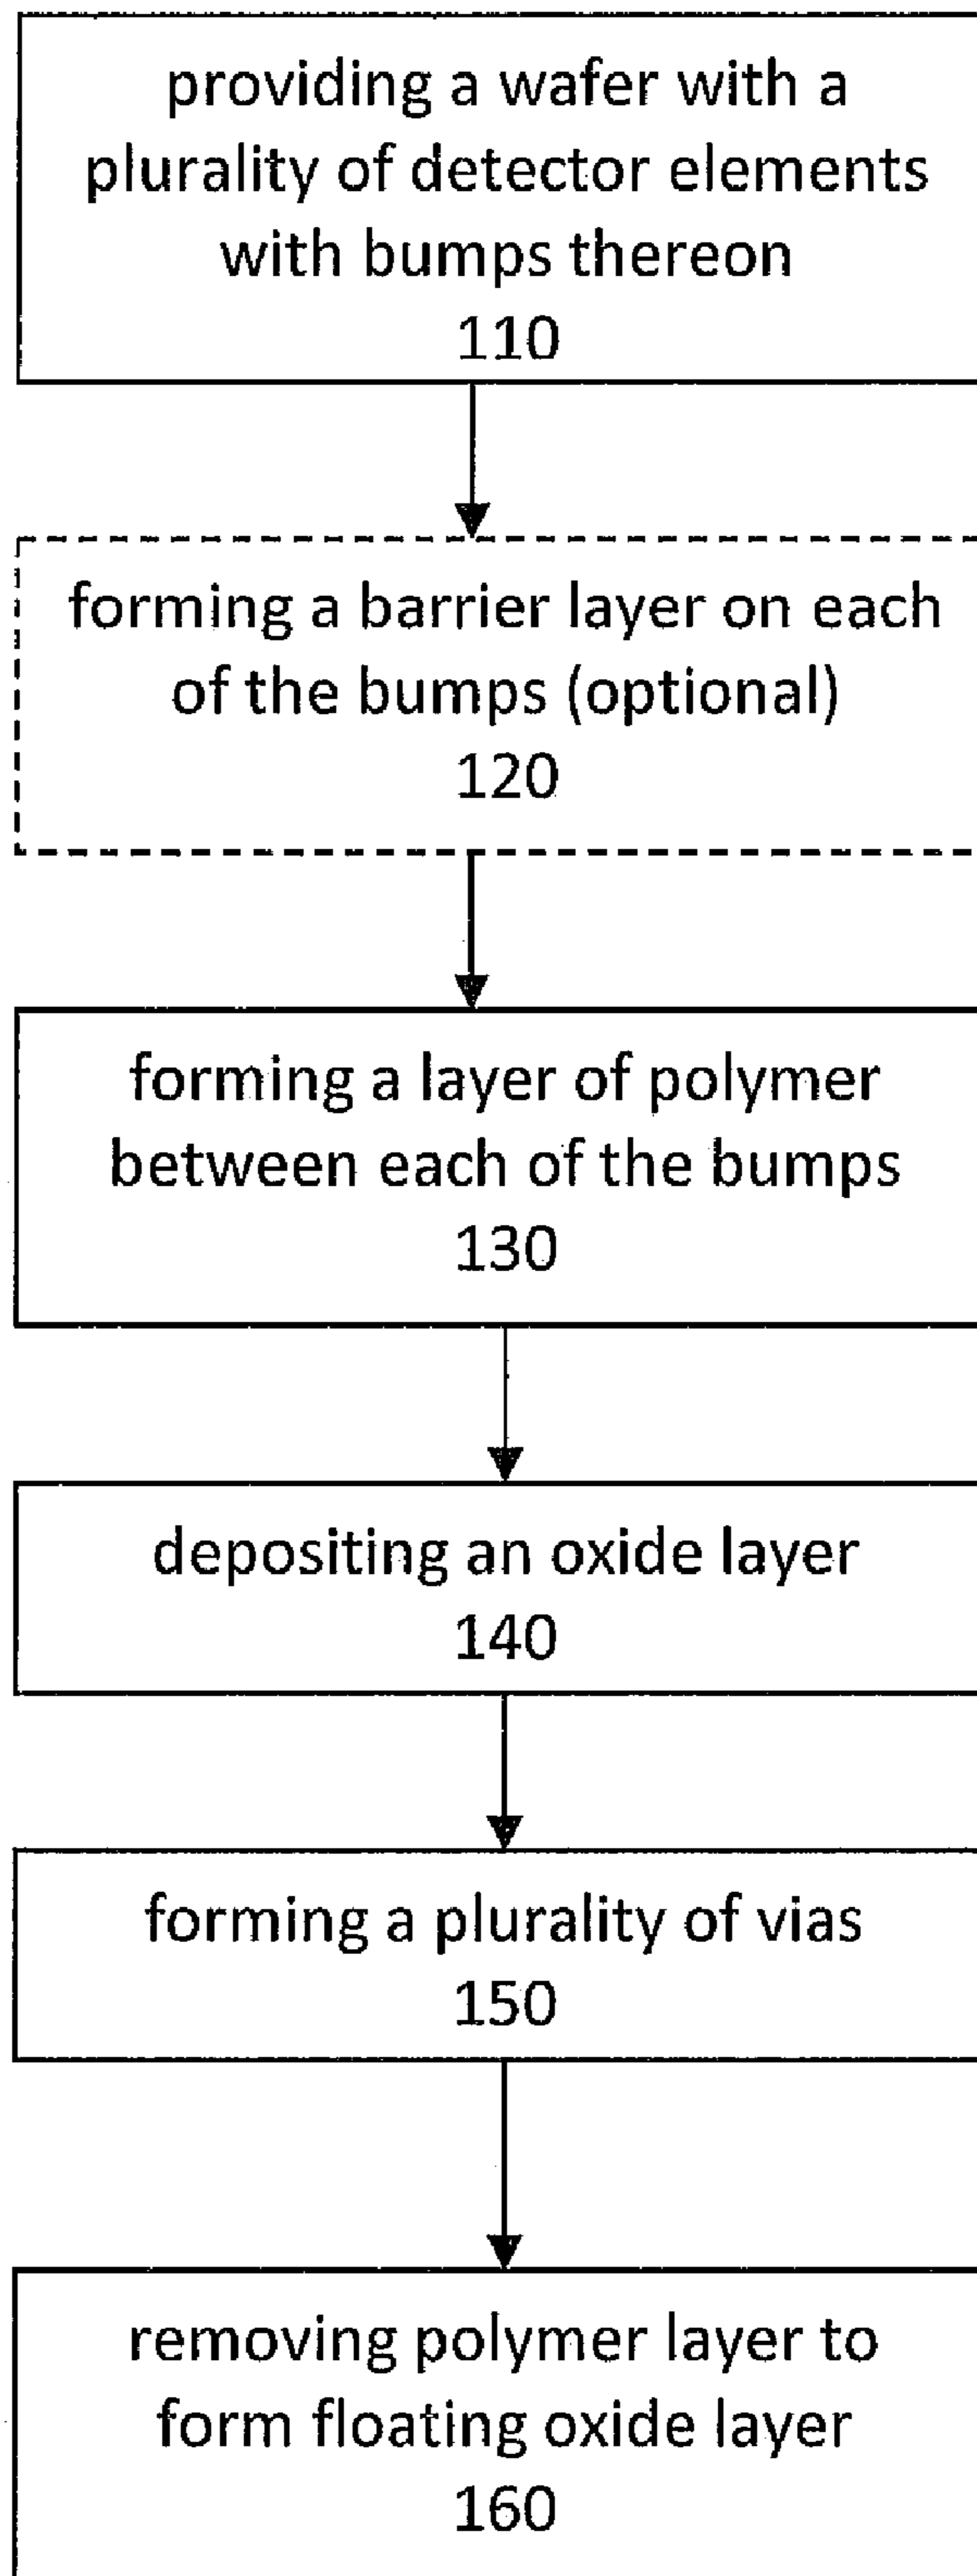 providing a wafer with a
plurality of detector elements
with bumps thereon
110
forming a barrier layer on each
of the bumps (optional)
120
forming a layer of polymer
between each of the bumps
130
depositing an oxide layer
140
forming a plurality of vias
150
removing polymer layer to
form floating oxide layer
160